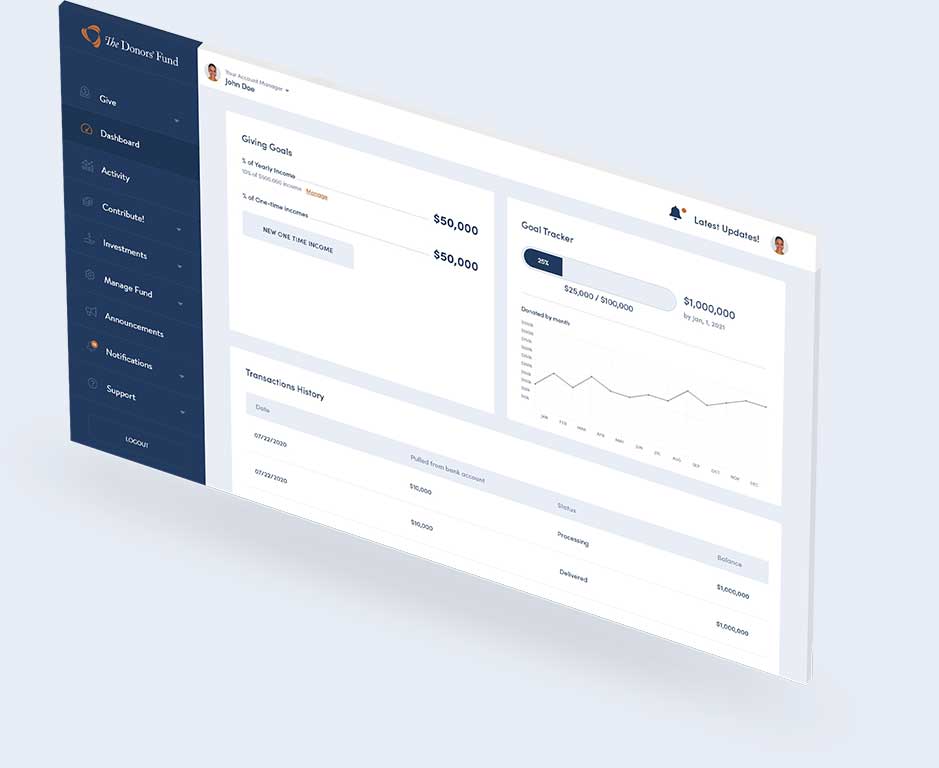 The Donors' Fund
Give
Dashboard
Activity
Contribute!
Investments
Manage Fund
Announcements
Notifications
Support
LOGOUT
Your Account Manager
John Doe
Latest Updates!
Giving Goals
% of Yearly Income
10% of $500,000 income Manage
$50,000
% of One-time incomes
NEW ONE TIME INCOME
$50,000
Goal Tracker
25%
$25,000 / $100,000
$1,000,000
by jan, 1, 2021
Donated by month
JAN FEB MAR APR MAY JUN JUL AUG SEP OCT NOV DEC
Transactions History
Date Pulled from bank account Status Balance
07/22/2020 $10,000 Processing $1,000,000
07/22/2020 $10,000 Delivered $1,000,000